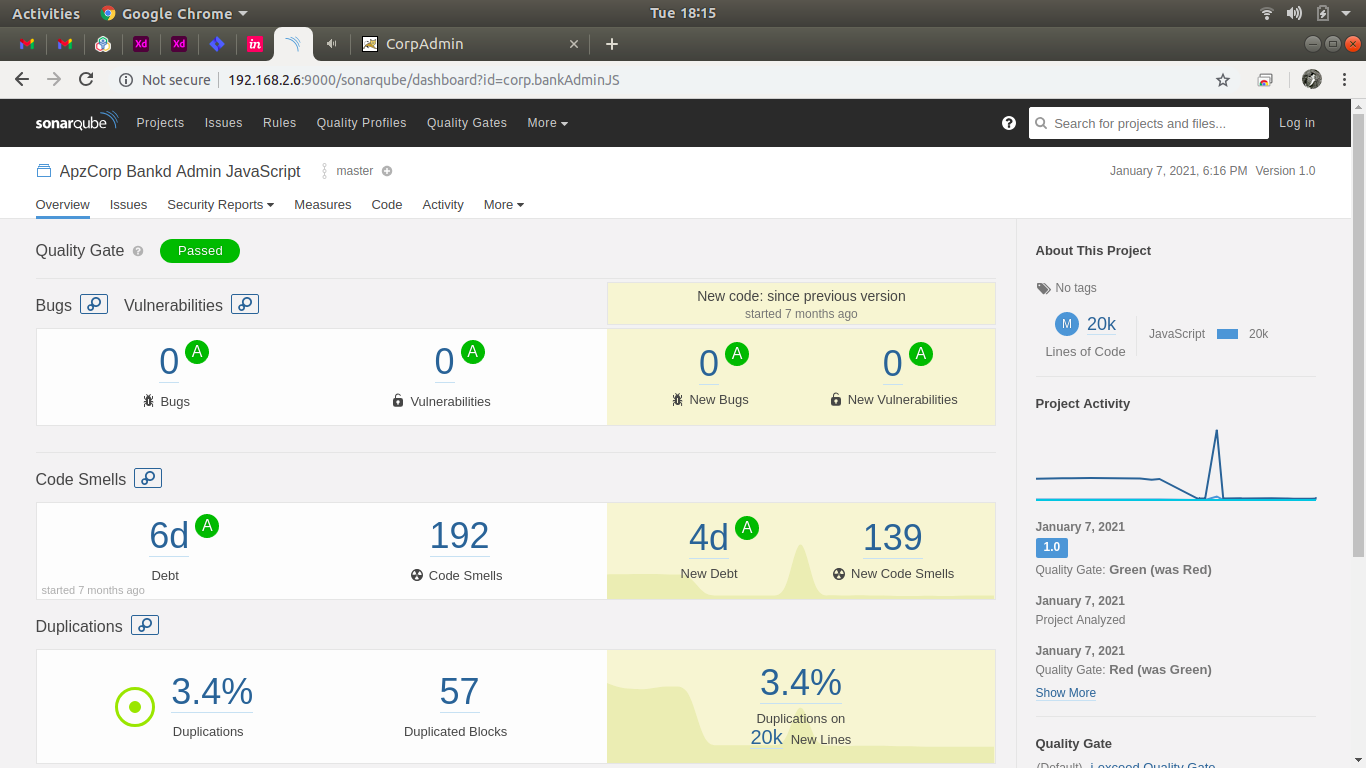 Activities Google Chrome Tue 18:15
Xd Xd in CorpAdmin
Not secure 192.168.2.6:9000/sonarqube/dashboard?id=corp.bankAdminJS
sonarqube Projects Issues Rules Quality Profiles Quality Gates More ? Search for projects and files... Log in
ApzCorp Bankd Admin JavaScript master January 7, 2021, 6:16 PM Version 1.0
Overview Issues Security Reports Measures Code Activity More
Quality Gate ? Passed
Bugs Vulnerabilities
New code: since previous version
started 7 months ago
0 A 0 A 0 A 0 A
Bugs Vulnerabilities New Bugs New Vulnerabilities
Code Smells
6d A 192 4d A 139
Debt Code Smells New Debt New Code Smells
started 7 months ago
Duplications
3.4% 57 3.4%
Duplications Duplicated Blocks Duplications on
20k New Lines
About This Project
No tags
M 20k JavaScript 20k
Lines of Code
Project Activity
January 7, 2021
1.0
Quality Gate: Green (was Red)
January 7, 2021
Project Analyzed
January 7, 2021
Quality Gate: Red (was Green)
Show More
Quality Gate
(Default) i-exceed Quality Gate